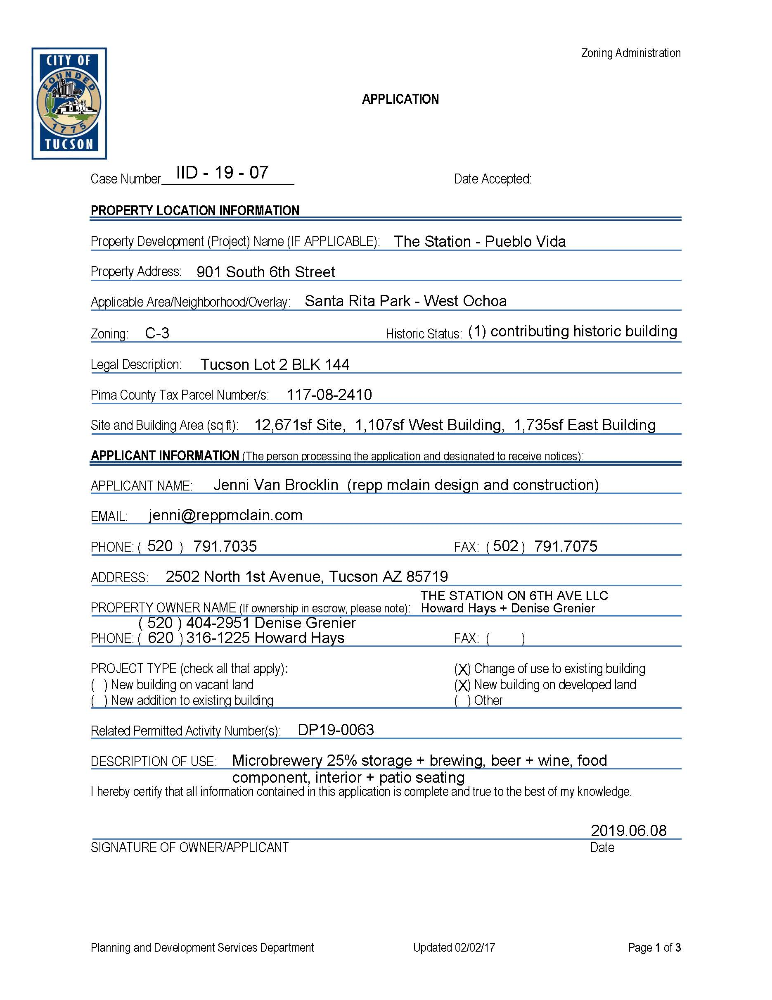 Zoning Administration
CITY OF
FOUNDED
1775
TUCSON
APPLICATION
Case Number IID - 19 - 07 Date Accepted:
PROPERTY LOCATION INFORMATION
Property Development (Project) Name (IF APPLICABLE): The Station - Pueblo Vida
Property Address: 901 South 6th Street
Applicable Area/Neighborhood/Overlay: Santa Rita Park - West Ochoa
Zoning: C-3 Historic Status: (1) contributing historic building
Legal Description: Tucson Lot 2 BLK 144
Pima County Tax Parcel Number/s: 117-08-2410
Site and Building Area (sq ft): 12,671sf Site, 1,107sf West Building, 1,735sf East Building
APPLICANT INFORMATION (The person processing the application and designated to receive notices):
APPLICANT NAME: Jenni Van Brocklin (repp mclain design and construction)
EMAIL: jenni@reppmclain.com
PHONE: ( 520 ) 791.7035 FAX: ( 502 ) 791.7075
ADDRESS: 2502 North 1st Avenue, Tucson AZ 85719
THE STATION ON 6TH AVE LLC
PROPERTY OWNER NAME (If ownership in escrow, please note): Howard Hays + Denise Grenier
( 520 ) 404-2951 Denise Grenier
PHONE: ( 620 ) 316-1225 Howard Hays FAX: ( )
PROJECT TYPE (check all that apply): (X) Change of use to existing building
( ) New building on vacant land (X) New building on developed land
( ) New addition to existing building ( ) Other
Related Permitted Activity Number(s): DP19-0063
DESCRIPTION OF USE: Microbrewery 25% storage + brewing, beer + wine, food
component, interior + patio seating
I hereby certify that all information contained in this application is complete and true to the best of my knowledge.
2019.06.08
SIGNATURE OF OWNER/APPLICANT Date
Planning and Development Services Department Updated 02/02/17 Page 1 of 3